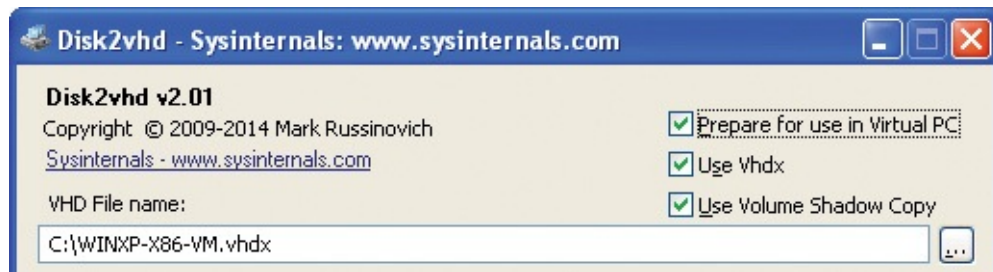 Disk2vhd - Sysinternals: www.sysinternals.com
Disk2vhd v2.01
Copyright © 2009-2014 Mark Russinovich
Sysinternals - www.sysinternals.com
Prepare for use in Virtual PC
Use Vhdx
Use Volume Shadow Copy
VHD File name:
C:\WINXP-X86-VM.vhdx
...